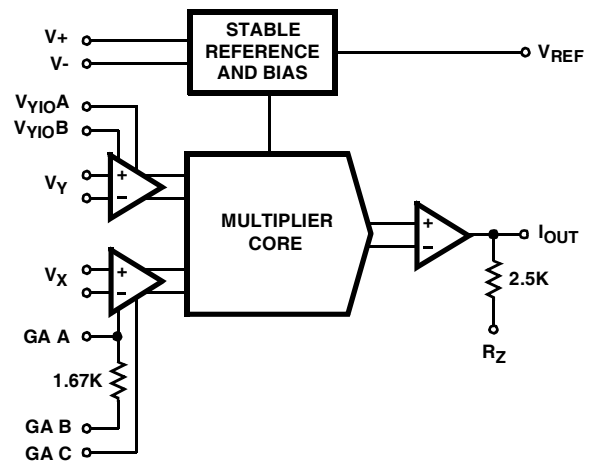 V+
V-
STABLE
REFERENCE
AND BIAS
VREF
VYIOA
VYIOB
VY
+
−
MULTIPLIER
CORE
+
−
IOUT
2.5K
RZ
VX
+
−
GA A
1.67K
GA B
GA C